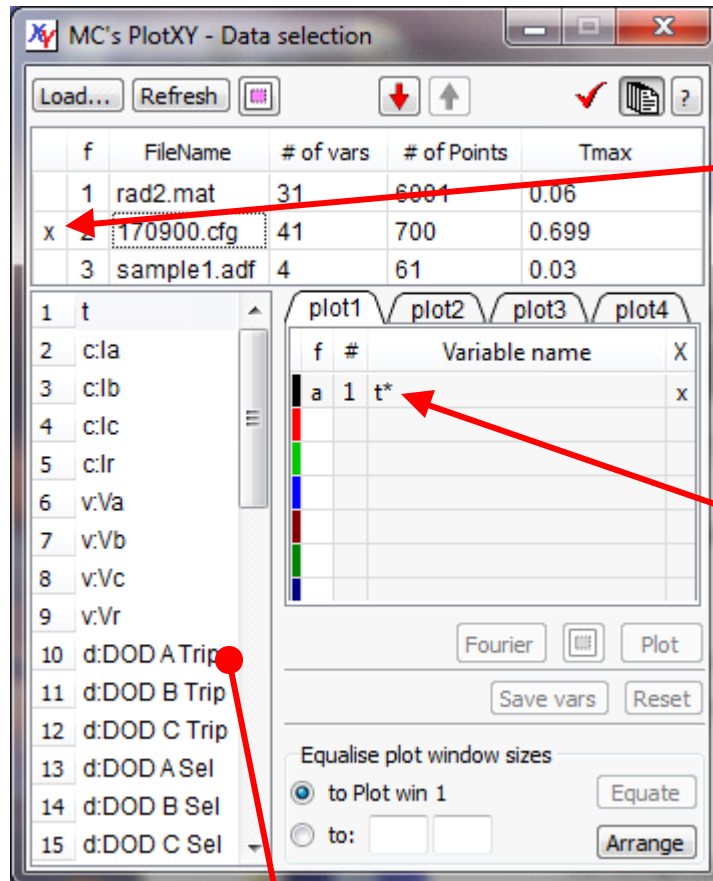 MC's PlotXY - Data selection
Load... Refresh ?
f FileName # of vars # of Points Tmax
1 rad2.mat 31 6001 0.06
x 2 170900.cfg 41 700 0.699
3 sample1.adf 4 61 0.03
1 t
2 c:Ia
3 c:Ib
4 c:Ic
5 c:Ir
6 v:Va
7 v:Vb
8 v:Vc
9 v:Vr
10 d:DOD A Trip
11 d:DOD B Trip
12 d:DOD C Trip
13 d:DOD A Sel
14 d:DOD B Sel
15 d:DOD C Sel
plot1 plot2 plot3 plot4
f # Variable name X
a 1 t* x
Fourier Plot
Save vars Reset
Equalise plot window sizes
to Plot win 1 Equate
to: Arrange